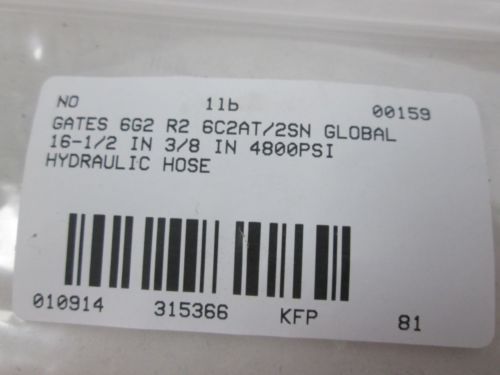 NO 11b 00159
GATES 6G2 R2 6C2AT/2SN GLOBAL
16-1/2 IN 3/8 IN 4800PSI
HYDRAULIC HOSE
010914 315366 KFP 81